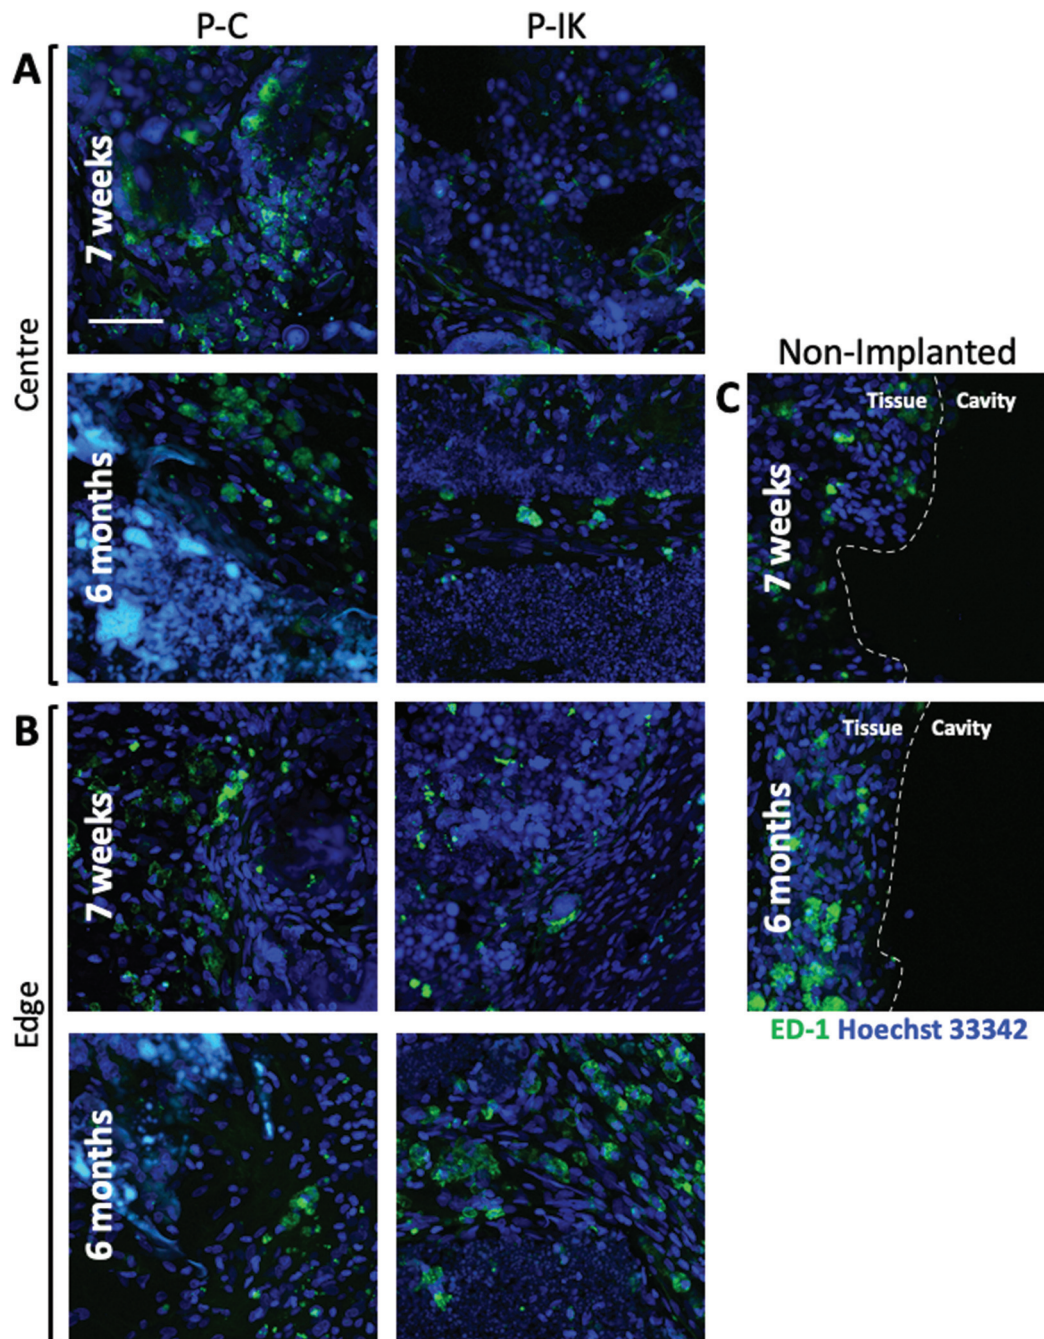 P-C P-IK
A
Centre
7 weeks
6 months
Non-Implanted
C
Tissue Cavity
7 weeks
B
Edge
7 weeks
Tissue Cavity
6 months
ED-1 Hoechst 33342
6 months